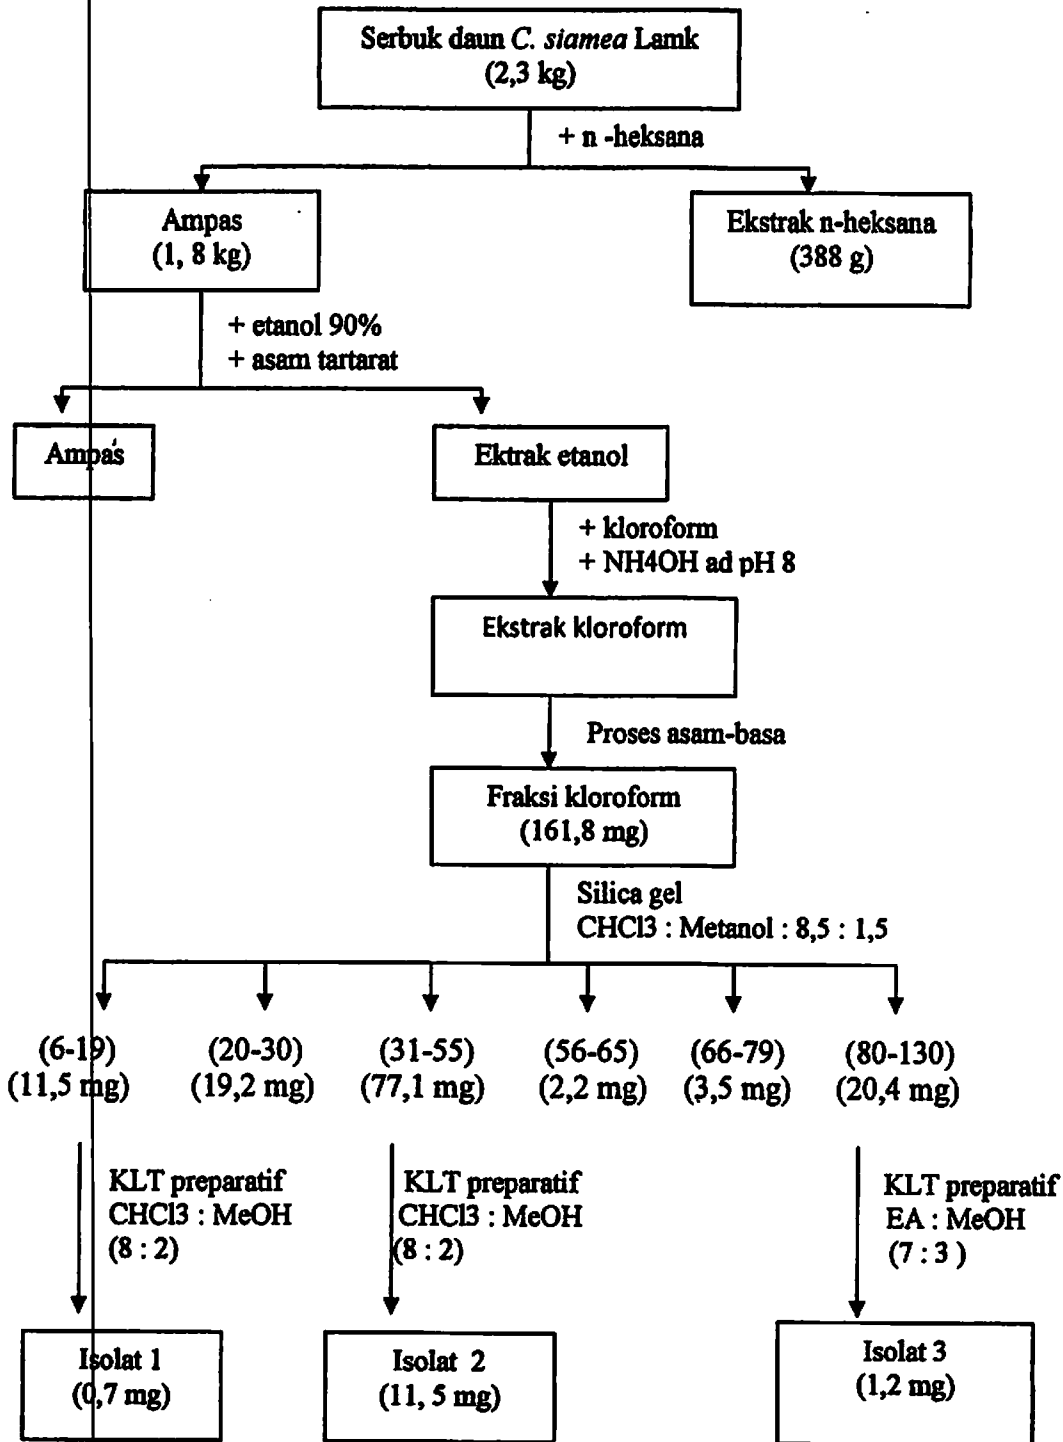 Serbuk daun C. siamea Lamk
(2,3 kg)
+ n -heksana
Ampas
(1, 8 kg)
Ekstrak n-heksana
(388 g)
+ etanol 90%
+ asam tartarat
Ampas
Ektrak etanol
+ kloroform
+ NH4OH ad pH 8
Ekstrak kloroform
Proses asam-basa
Fraksi kloroform
(161,8 mg)
Silica gel
CHCl3 : Metanol : 8,5 : 1,5
(6-19) (20-30) (31-55) (56-65) (66-79) (80-130)
(11,5 mg) (19,2 mg) (77,1 mg) (2,2 mg) (3,5 mg) (20,4 mg)
KLT preparatif
CHCl3 : MeOH
(8 : 2)
KLT preparatif
CHCl3 : MeOH
(8 : 2)
KLT preparatif
EA : MeOH
(7 : 3 )
Isolat 1
(0,7 mg)
Isolat 2
(11, 5 mg)
Isolat 3
(1,2 mg)